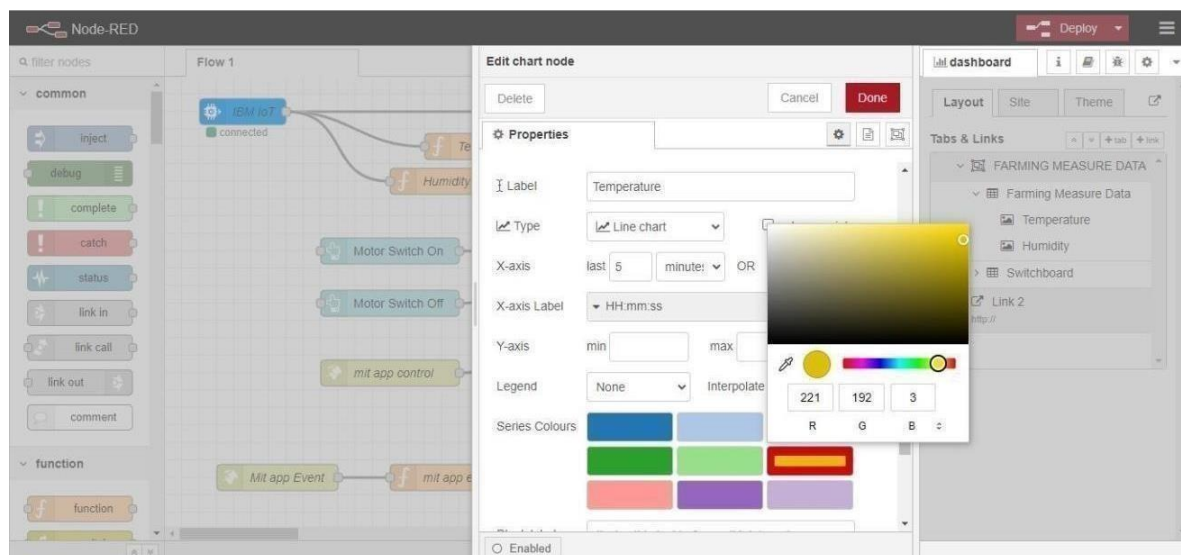 Node-RED
Deploy
filter nodes
common
inject
debug
complete
catch
status
link in
link call
link out
comment
function
function
Flow 1
IBM IoT
connected
Te
Humidity
Motor Switch On
Motor Switch Off
mit app control
Mit app Event
mit app e
Edit chart node
Delete
Cancel
Done
Properties
Label
Temperature
Type
Line chart
X-axis
last 5 minutes OR
X-axis Label
HH:mm:ss
Y-axis
min
max
Legend
None
Interpolate
Series Colours
Enabled
221 192 3
R G B
dashboard
i
Layout
Site
Theme
Tabs & Links
+tab +link
FARMING MEASURE DATA
Farming Measure Data
Temperature
Humidity
Switchboard
Link 2
http://